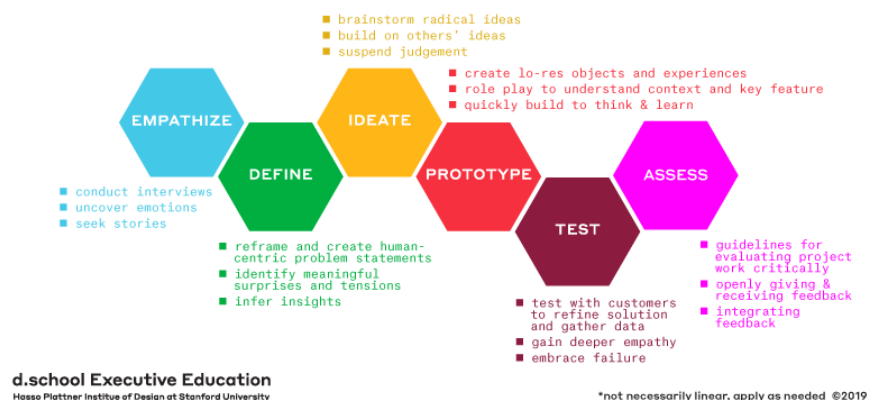 brainstorm radical ideas
build on others' ideas
suspend judgement
create lo-res objects and experiences
role play to understand context and key feature
quickly build to think & learn
EMPATHIZE
IDEATE
DEFINE
PROTOTYPE
ASSESS
TEST
conduct interviews
uncover emotions
seek stories
reframe and create human-
centric problem statements
identify meaningful
surprises and tensions
infer insights
test with customers
to refine solution
and gather data
gain deeper empathy
embrace failure
guidelines for
evaluating project
work critically
openly giving &
receiving feedback
integrating
feedback
d.school Executive Education
Hasso Plattner Institue of Design at Stanford University
*not necessarily linear, apply as needed ©2019